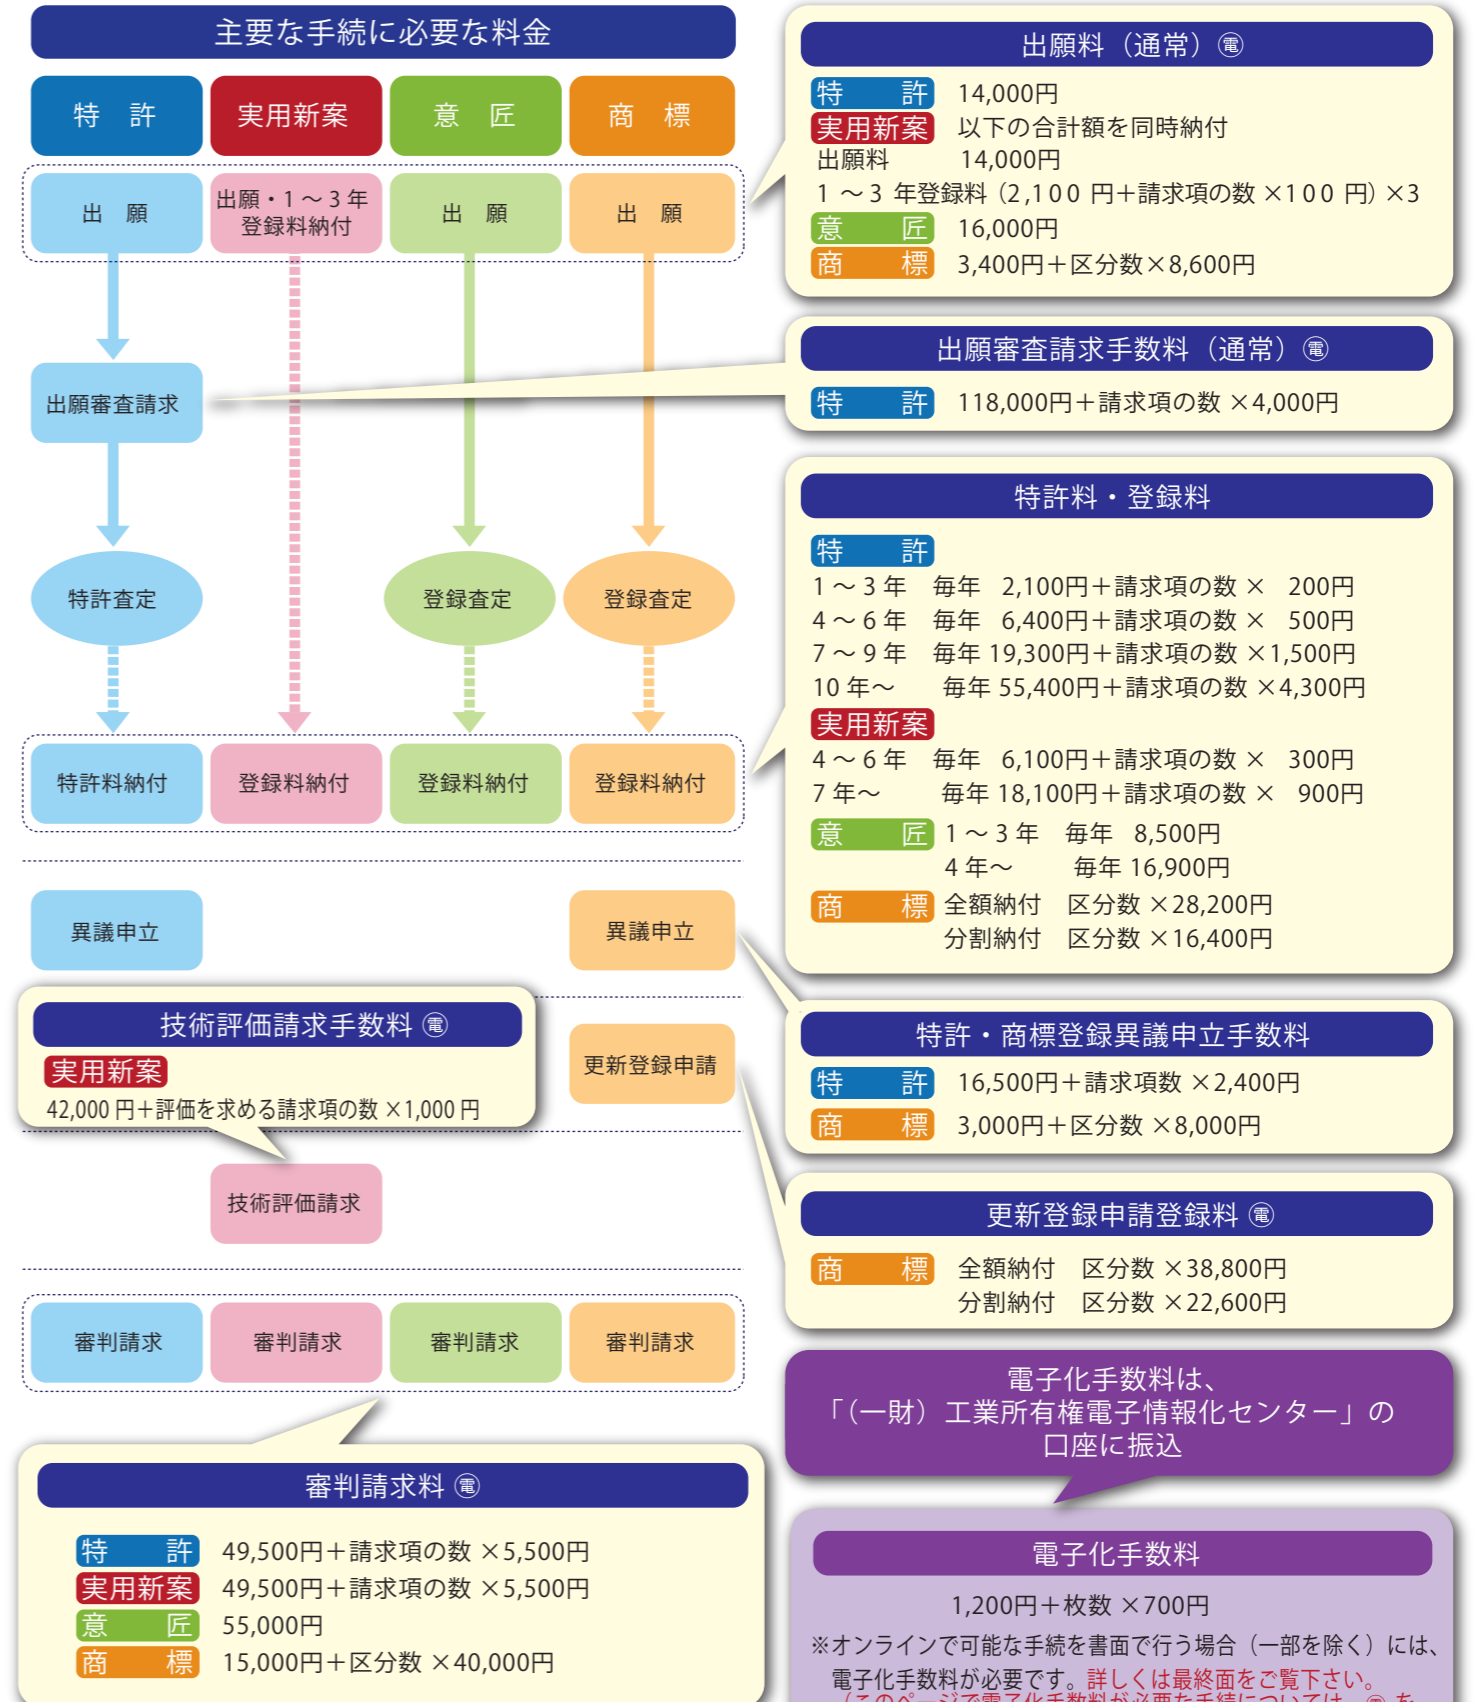 主要な手続に必要な料金
特　許
実用新案
意　匠
商　標
出　願
出願・1～3年
登録料納付
出　願
出　願
出願審査請求
特許査定
登録査定
登録査定
特許料納付
登録料納付
登録料納付
登録料納付
異議申立
異議申立
更新登録申請
技術評価請求手数料 ㊢
実用新案
42,000円＋評価を求める請求項の数×1,000円
技術評価請求
審判請求
審判請求
審判請求
審判請求
審判請求料 ㊢
特　許 49,500円＋請求項の数×5,500円
実用新案 49,500円＋請求項の数×5,500円
意　匠 55,000円
商　標 15,000円＋区分数×40,000円
出願料（通常）㊢
特　許 14,000円
実用新案 以下の合計額を同時納付
出願料 14,000円
1～3年登録料（2,100円＋請求項の数×100円）×3
意　匠 16,000円
商　標 3,400円＋区分数×8,600円
出願審査請求手数料（通常）㊢
特　許 118,000円＋請求項の数×4,000円
特許料・登録料
特　許
1～3年 毎年 2,100円＋請求項の数× 200円
4～6年 毎年 6,400円＋請求項の数× 500円
7～9年 毎年 19,300円＋請求項の数×1,500円
10年～ 毎年 55,400円＋請求項の数×4,300円
実用新案
4～6年 毎年 6,100円＋請求項の数× 300円
7年～ 毎年 18,100円＋請求項の数× 900円
意　匠 1～3年 毎年 8,500円
4年～ 毎年 16,900円
商　標 全額納付 区分数×28,200円
分割納付 区分数×16,400円
特許・商標登録異議申立手数料
特　許 16,500円＋請求項数×2,400円
商　標 3,000円＋区分数×8,000円
更新登録申請登録料 ㊢
商　標 全額納付 区分数×38,800円
分割納付 区分数×22,600円
電子化手数料は、
「（一財）工業所有権電子情報化センター」の
口座に振込
電子化手数料
1,200円＋枚数×700円
※オンラインで可能な手続を書面で行う場合（一部を除く）には、
電子化手数料が必要です。詳しくは最終面をご覧下さい。
（このページで電子化手数料が必要な手続については、㊢を